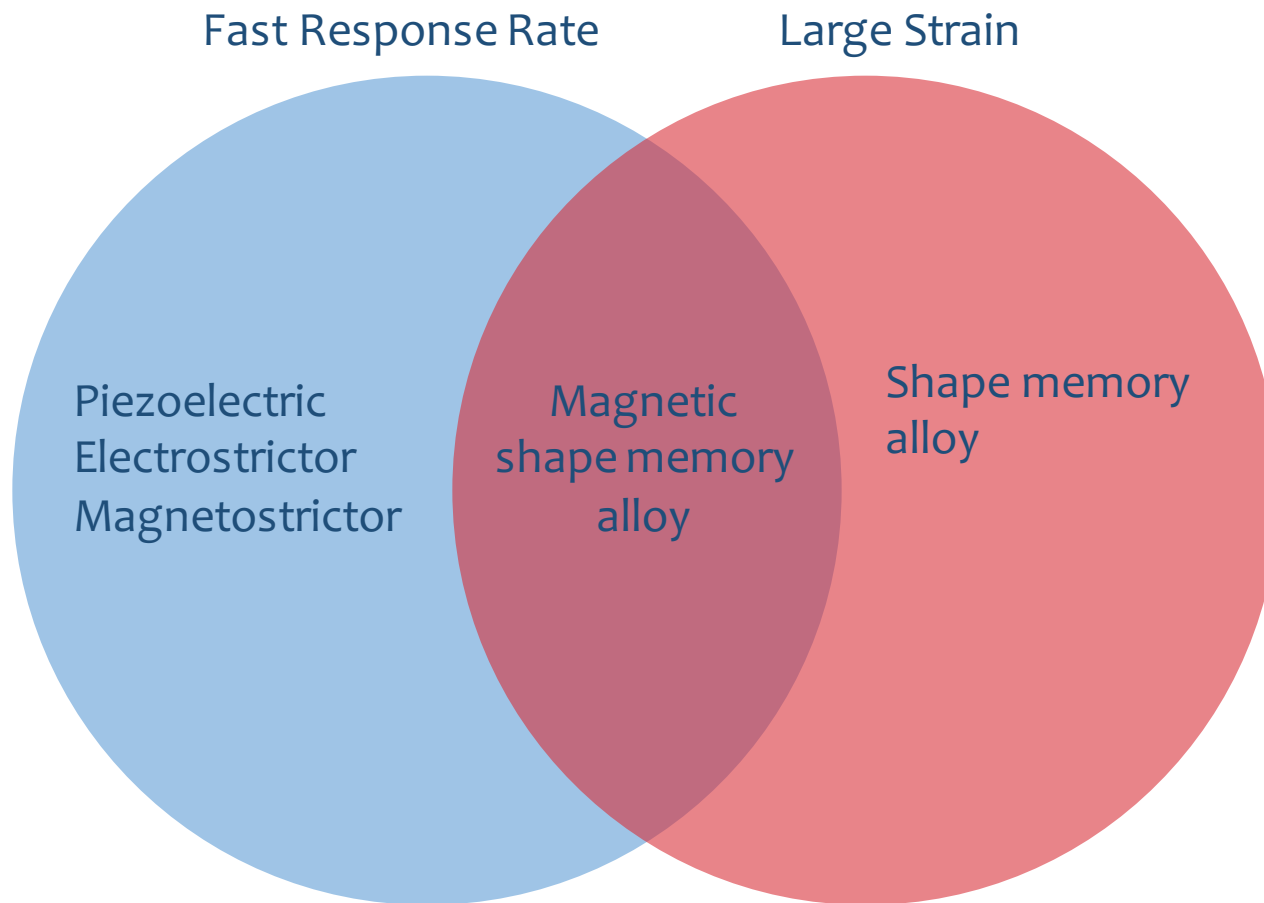 Fast Response Rate
Large Strain
Piezoelectric
Electrostrictor
Magnetostrictor
Magnetic
shape memory
alloy
Shape memory
alloy